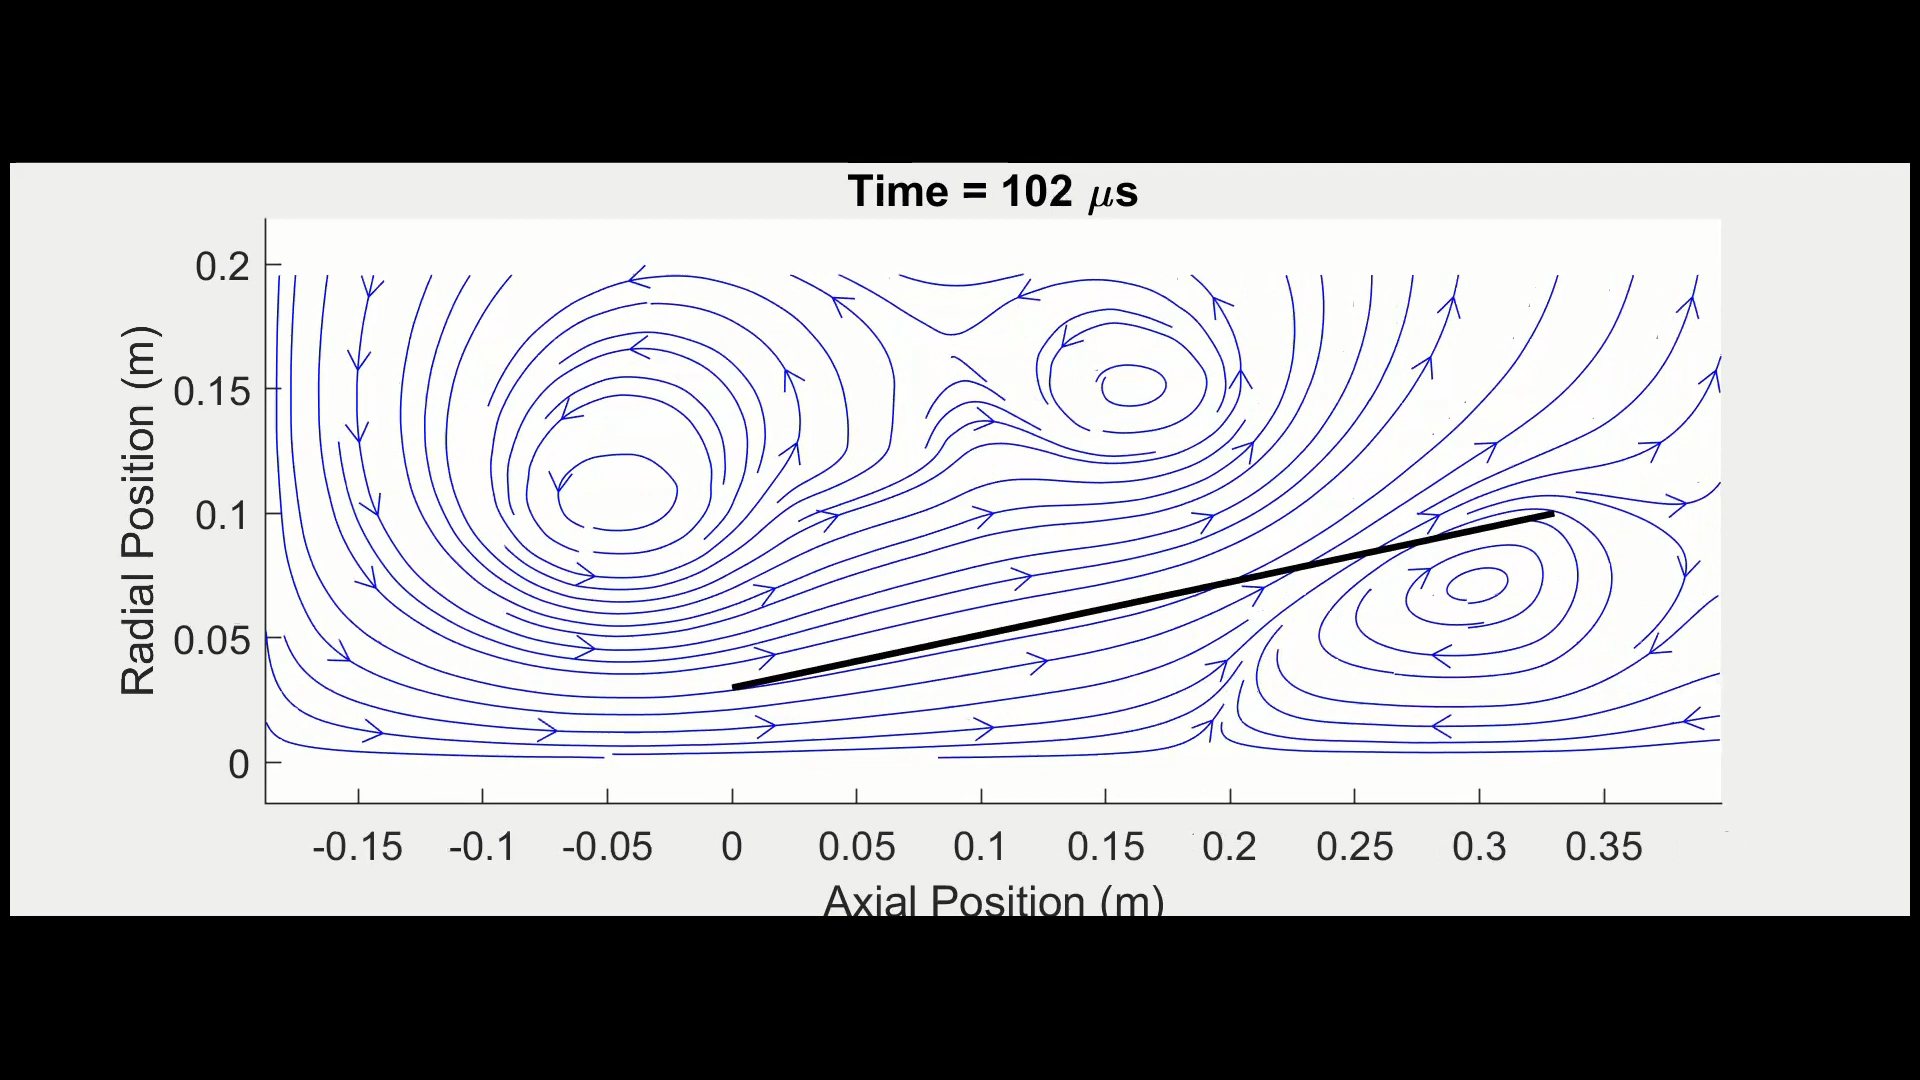 Time = 102 μs
0.2
0.15
0.1
0.05
0
Radial Position (m)
-0.15 -0.1 -0.05 0 0.05 0.1 0.15 0.2 0.25 0.3 0.35
Axial Position (m)